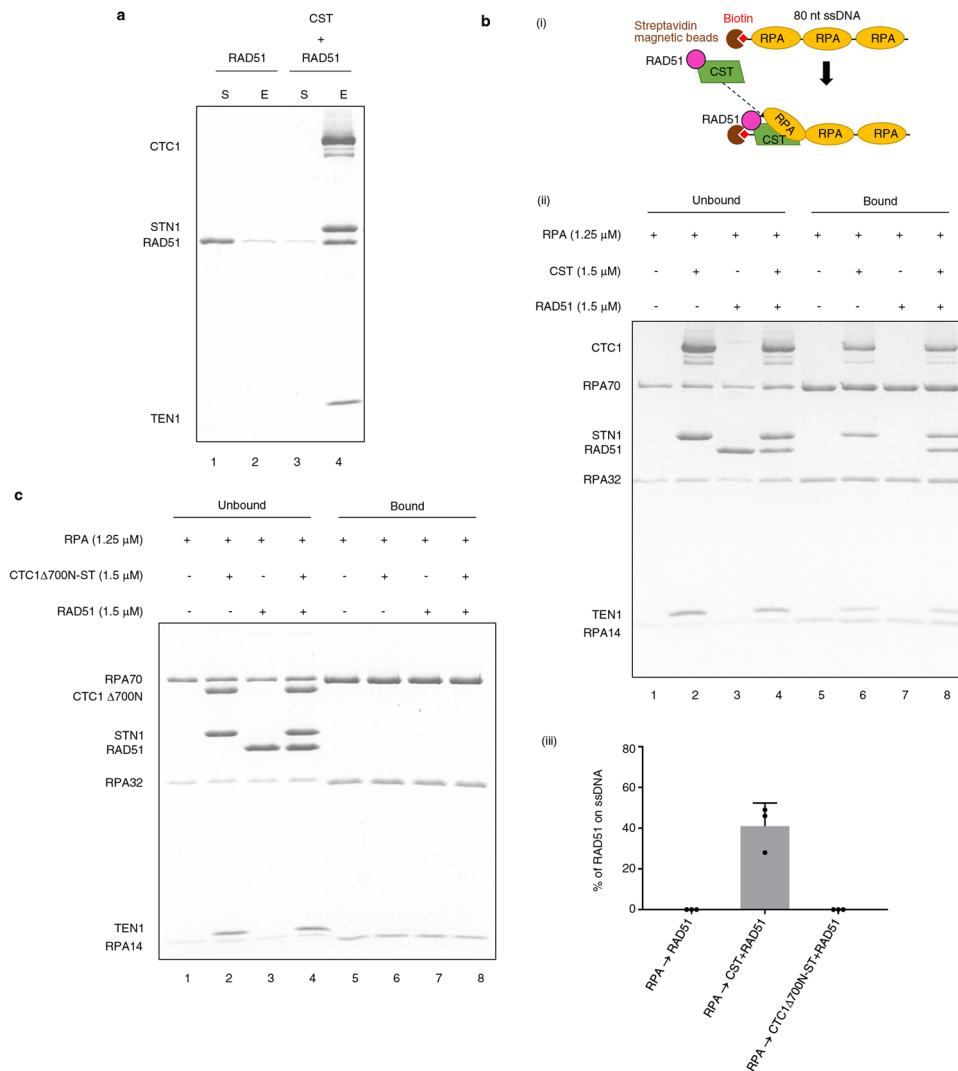 a
CST
+
RAD51 RAD51
S E S E
CTC1
STN1
RAD51
TEN1
1 2 3 4
b
(i)
Biotin
80 nt ssDNA
Streptavidin
magnetic beads
RPA RPA RPA
RAD51
CST
RAD51
RPA
CST RPA RPA
(ii)
Unbound Bound
RPA (1.25 µM) + + + + + + + +
CST (1.5 µM) - + - + - + - +
RAD51 (1.5 µM) - - + + - - + +
CTC1
RPA70
STN1
RAD51
RPA32
TEN1
RPA14
1 2 3 4 5 6 7 8
c
Unbound Bound
RPA (1.25 µM) + + + + + + + +
CTC1Δ700N-ST (1.5 µM) - + - + - + - +
RAD51 (1.5 µM) - - + + - - + +
RPA70
CTC1 Δ700N
STN1
RAD51
RPA32
TEN1
RPA14
1 2 3 4 5 6 7 8
(iii)
% of RAD51 on ssDNA
80
60
40
20
0
RPA → RAD51
RPA → CST+RAD51
RPA → CTC1Δ700N-ST+RAD51